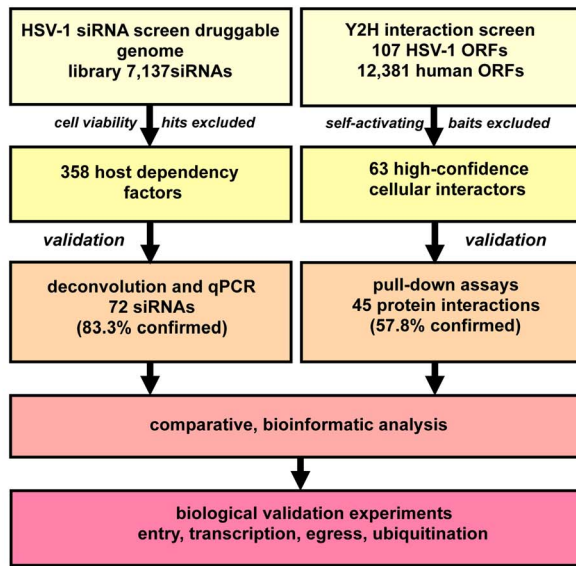 HSV-1 siRNA screen druggable
genome
library 7,137siRNAs
cell viability hits excluded
358 host dependency
factors
validation
deconvolution and qPCR
72 siRNAs
(83.3% confirmed)
Y2H interaction screen
107 HSV-1 ORFs
12,381 human ORFs
self-activating baits excluded
63 high-confidence
cellular interactors
validation
pull-down assays
45 protein interactions
(57.8% confirmed)
comparative, bioinformatic analysis
biological validation experiments
entry, transcription, egress, ubiquitination